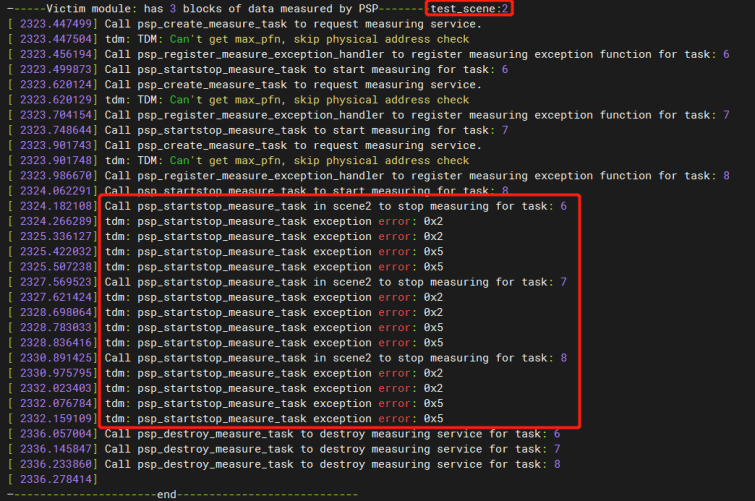 —-----Victim module: has 3 blocks of data measured by PSP--------test_scene:2
[ 2323.447499] Call psp_create_measure_task to request measuring service.
[ 2323.447504] tdm: TDM: Can't get max_pfn, skip physical address check
[ 2323.456194] Call psp_register_measure_exception_handler to register measuring exception function for task: 6
[ 2323.499873] Call psp_startstop_measure_task to start measuring for task: 6
[ 2323.620124] Call psp_create_measure_task to request measuring service.
[ 2323.620129] tdm: TDM: Can't get max_pfn, skip physical address check
[ 2323.704154] Call psp_register_measure_exception_handler to register measuring exception function for task: 7
[ 2323.748644] Call psp_startstop_measure_task to start measuring for task: 7
[ 2323.901743] Call psp_create_measure_task to request measuring service.
[ 2323.901748] tdm: TDM: Can't get max_pfn, skip physical address check
[ 2323.986670] Call psp_register_measure_exception_handler to register measuring exception function for task: 8
[ 2324.062291] Call psp_startstop_measure_task to start measuring for task: 8
[ 2324.182108] Call psp_startstop_measure_task in scene2 to stop measuring for task: 6
[ 2324.266289] tdm: psp_startstop_measure_task exception error: 0x2
[ 2325.336127] tdm: psp_startstop_measure_task exception error: 0x2
[ 2325.422032] tdm: psp_startstop_measure_task exception error: 0x5
[ 2325.507238] tdm: psp_startstop_measure_task exception error: 0x5
[ 2327.569523] Call psp_startstop_measure_task in scene2 to stop measuring for task: 7
[ 2327.621424] tdm: psp_startstop_measure_task exception error: 0x2
[ 2328.698064] tdm: psp_startstop_measure_task exception error: 0x2
[ 2328.783033] tdm: psp_startstop_measure_task exception error: 0x5
[ 2328.836416] tdm: psp_startstop_measure_task exception error: 0x5
[ 2330.891425] Call psp_startstop_measure_task in scene2 to stop measuring for task: 8
[ 2330.975795] tdm: psp_startstop_measure_task exception error: 0x2
[ 2332.023403] tdm: psp_startstop_measure_task exception error: 0x2
[ 2332.076784] tdm: psp_startstop_measure_task exception error: 0x5
[ 2332.159109] tdm: psp_startstop_measure_task exception error: 0x5
[ 2336.057004] Call psp_destroy_measure_task to destroy measuring service for task: 6
[ 2336.145847] Call psp_destroy_measure_task to destroy measuring service for task: 7
[ 2336.233860] Call psp_destroy_measure_task to destroy measuring service for task: 8
[ 2336.278414]
—----------------------end----------------------------